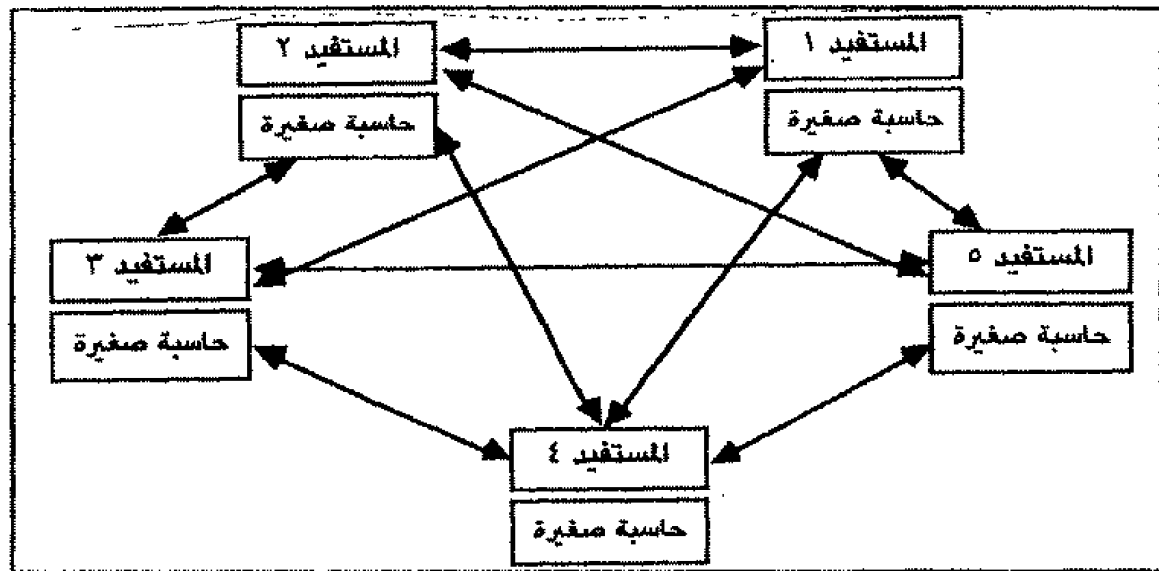 المستفيد ١
حاسبة صغيرة
المستفيد ٢
حاسبة صغيرة
المستفيد ٣
حاسبة صغيرة
المستفيد ٤
حاسبة صغيرة
المستفيد ٥
حاسبة صغيرة